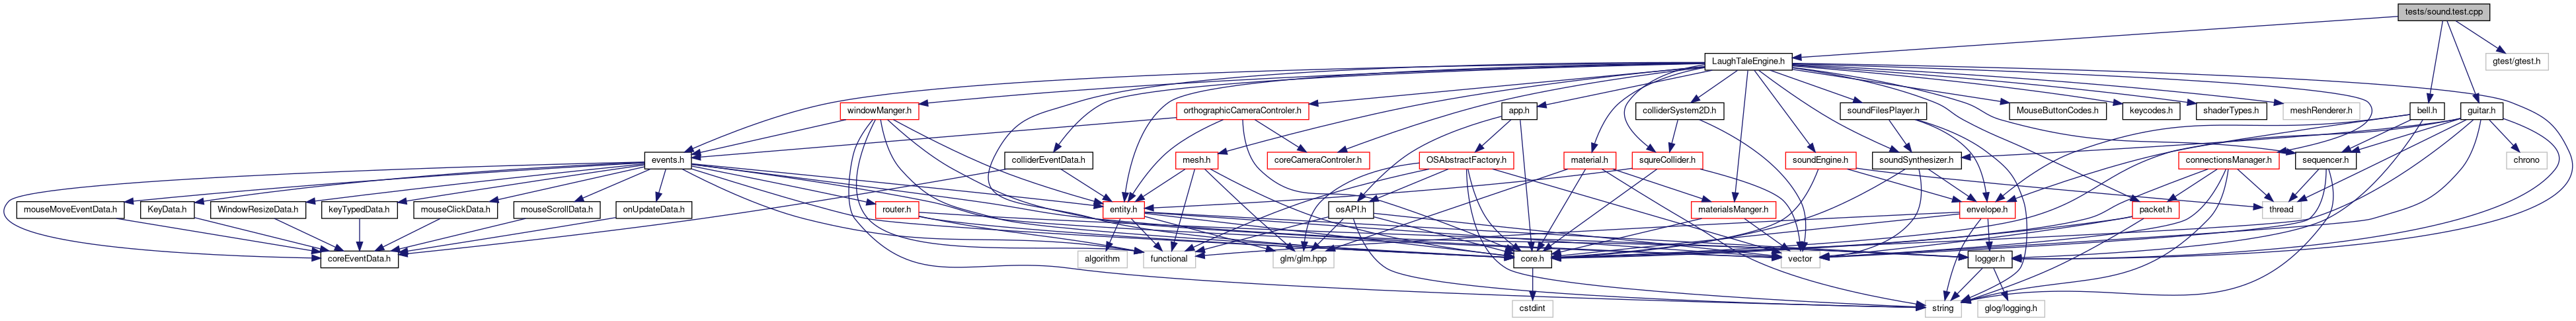 tests/sound.test.cpp
LaughTaleEngine.h
gtest/gtest.h
windowManger.h
orthographicCameraControler.h
app.h
colliderSystem2D.h
soundFilesPlayer.h
MouseButtonCodes.h
keycodes.h
shaderTypes.h
meshRenderer.h
bell.h
guitar.h
events.h
colliderEventData.h
mesh.h
coreCameraControler.h
OSAbstractFactory.h
material.h
squreCollider.h
soundEngine.h
soundSynthesizer.h
connectionsManager.h
sequencer.h
chrono
mouseMoveEventData.h
KeyData.h
WindowResizeData.h
keyTypedData.h
mouseClickData.h
mouseScrollData.h
onUpdateData.h
router.h
entity.h
osAPI.h
materialsManger.h
envelope.h
packet.h
thread
coreEventData.h
algorithm
functional
glm/glm.hpp
core.h
vector
logger.h
cstdint
string
glog/logging.h